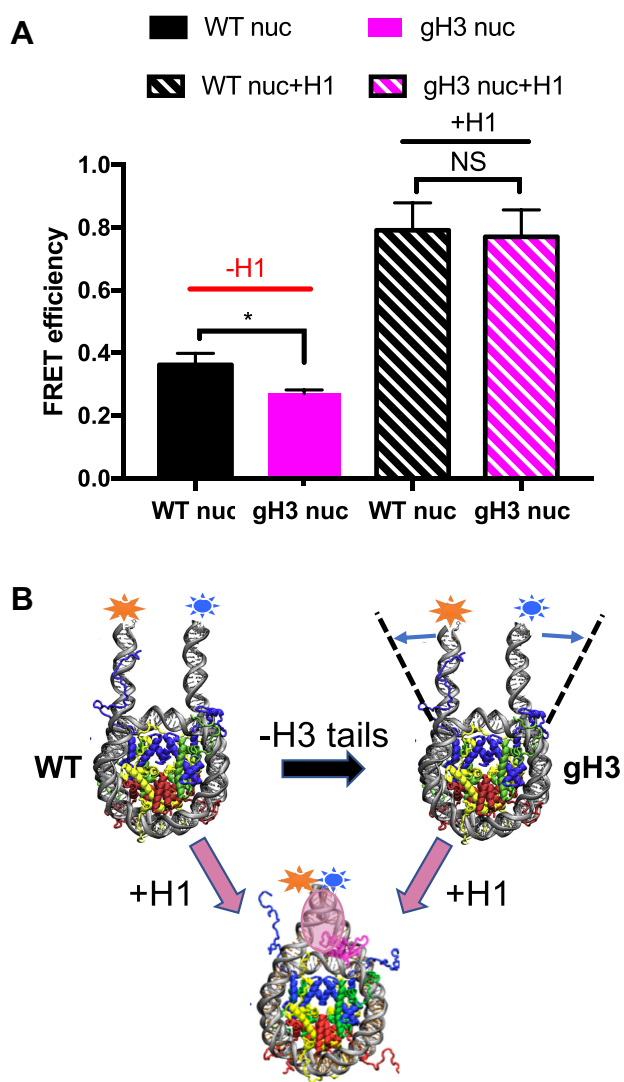 A
WT nuc
gH3 nuc
WT nuc+H1
gH3 nuc+H1
+H1
NS
-H1
*
FRET efficiency
1.0
0.8
0.6
0.4
0.2
0.0
WT nuc gH3 nuc WT nuc gH3 nuc
B
WT
-H3 tails
gH3
+H1
+H1